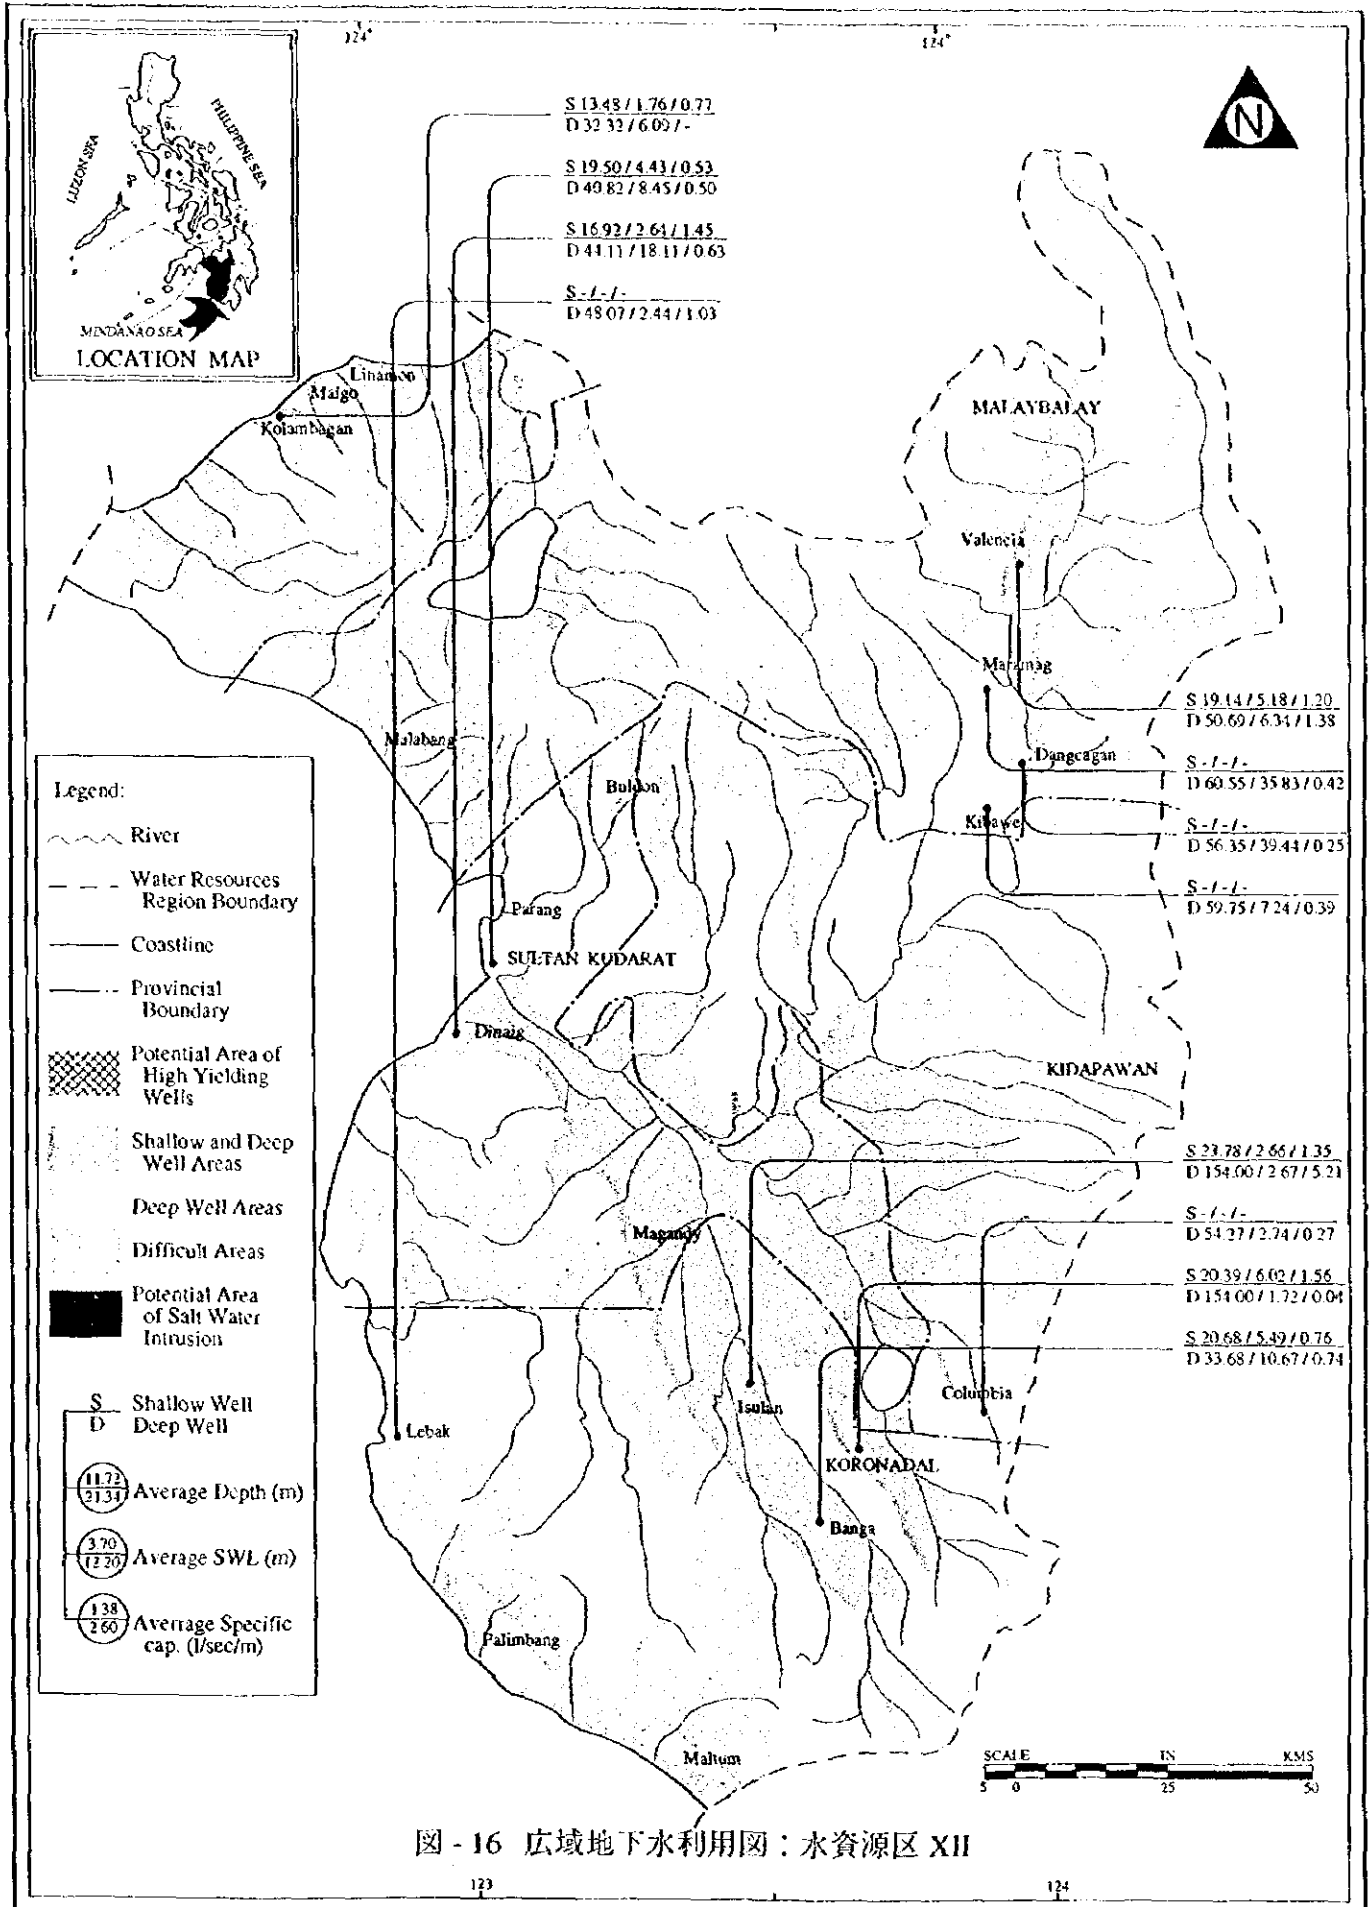 124°
124°
LUZON SEA
PHILIPPINE SEA
MINDANAO SEA
LOCATION MAP
N
S 13.48 / 1.76 / 0.77
D 32.32 / 6.09 / -
S 19.50 / 4.43 / 0.53
D 40.82 / 8.45 / 0.50
S 16.92 / 2.64 / 1.45
D 44.11 / 18.11 / 0.63
S - / - / -
D 48.07 / 2.44 / 1.03
Linamon
Maigo
Kolambagan
MALAYBALAY
Valencia
Maramag
S 19.14 / 5.18 / 1.20
D 50.69 / 6.34 / 1.38
Malabang
Dangcagan
S - / - / -
D 60.55 / 35.83 / 0.42
Buldon
Kibawe
S - / - / -
D 56.35 / 39.44 / 0.25
S - / - / -
D 59.75 / 7.24 / 0.39
Parang
SULTAN KUDARAT
Dinaig
KIDAPAWAN
S 23.78 / 2.66 / 1.35
D 154.00 / 2.67 / 5.21
S - / - / -
D 54.27 / 2.74 / 0.27
Maganoy
S 20.39 / 6.02 / 1.56
D 154.00 / 1.72 / 0.04
S 20.68 / 5.49 / 0.76
D 33.68 / 10.67 / 0.74
Columbia
Isulan
Lebak
KORONADAL
Banga
Palimbang
Maitum
Legend:
River
Water Resources
Region Boundary
Coastline
Provincial
Boundary
Potential Area of
High Yielding
Wells
Shallow and Deep
Well Areas
Deep Well Areas
Difficult Areas
Potential Area
of Salt Water
Intrusion
S Shallow Well
D Deep Well
11.72
21.34
Average Depth (m)
3.70
12.20
Average SWL (m)
1.38
2.60
Averrage Specific
cap. (l/sec/m)
SCALE IN KMS
5 0 25 50
図 - 16 広域地下水利用図：水資源区 XII
123
124